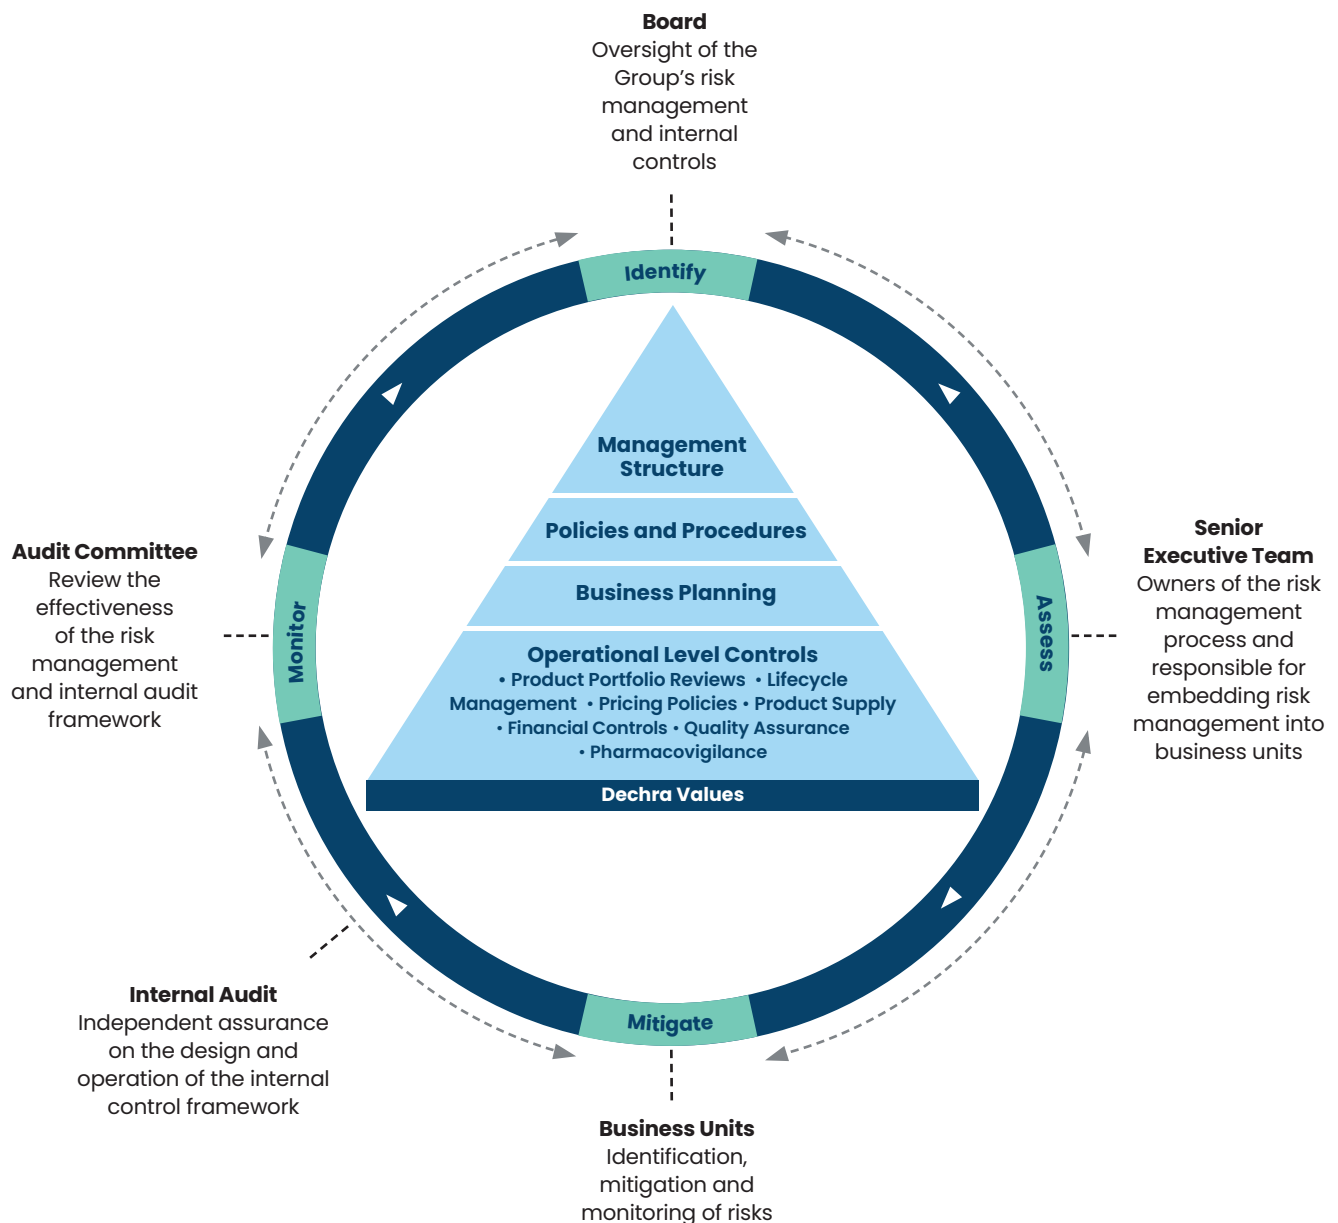 Board
Oversight of the
Group’s risk
management
and internal
controls
Identify
Management
Structure
Policies and Procedures
Business Planning
Operational Level Controls
• Product Portfolio Reviews • Lifecycle
Management • Pricing Policies • Product Supply
• Financial Controls • Quality Assurance
• Pharmacovigilance
Dechra Values
Senior
Executive Team
Owners of the risk
management
process and
responsible for
embedding risk
management into
business units
Assess
Audit Committee
Review the
effectiveness
of the risk
management
and internal audit
framework
Monitor
Internal Audit
Independent assurance
on the design and
operation of the internal
control framework
Mitigate
Business Units
Identification,
mitigation and
monitoring of risks